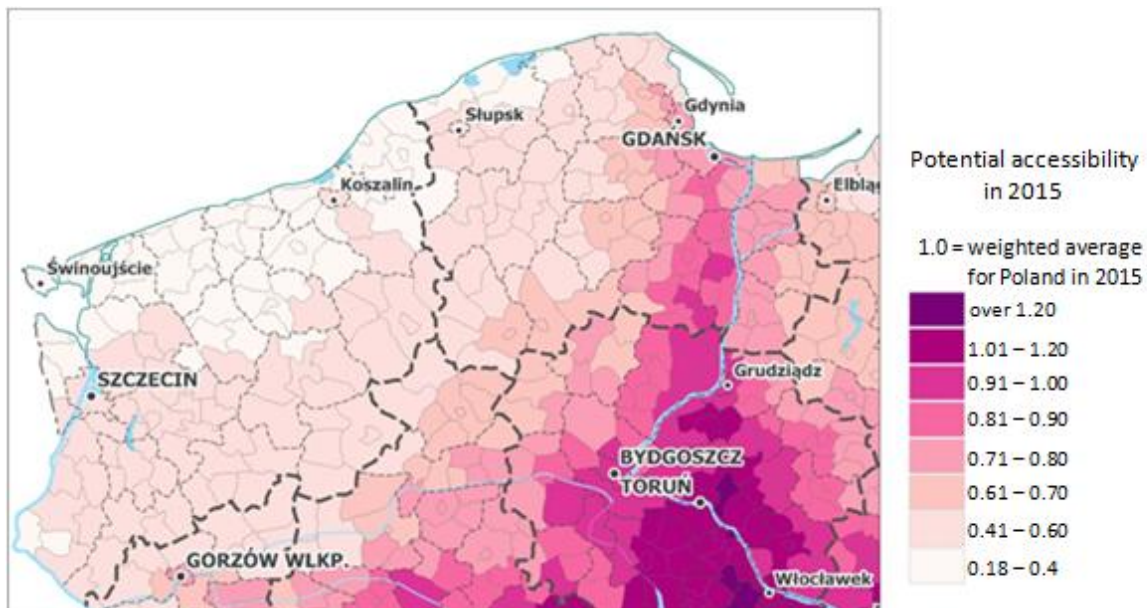 Gdynia
Słupsk
GDAŃSK
Koszalin
Elbląg
Świnoujście
SZCZECIN
Grudziądz
BYDGOSZCZ
TORUŃ
GORZÓW WLKP.
Włocławek
Potential accessibility
in 2015
1.0 = weighted average
for Poland in 2015
over 1.20
1.01 – 1.20
0.91 – 1.00
0.81 – 0.90
0.71 – 0.80
0.61 – 0.70
0.41 – 0.60
0.18 – 0.4